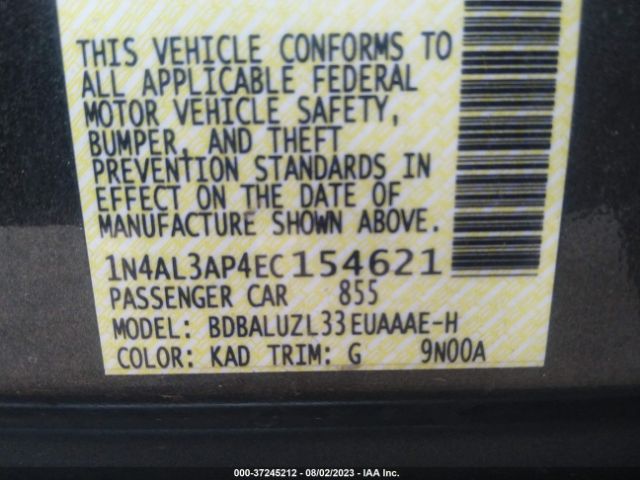 THIS VEHICLE CONFORMS TO
ALL APPLICABLE FEDERAL
MOTOR VEHICLE SAFETY,
BUMPER, AND THEFT
PREVENTION STANDARDS IN
EFFECT ON THE DATE OF
MANUFACTURE SHOWN ABOVE.
1N4AL3AP4EC154621
PASSENGER CAR 855
MODEL: BDBALUZL33EUAAAE-H
COLOR: KAD TRIM: G 9N00A
000-37245212 - 08/02/2023 - IAA Inc.